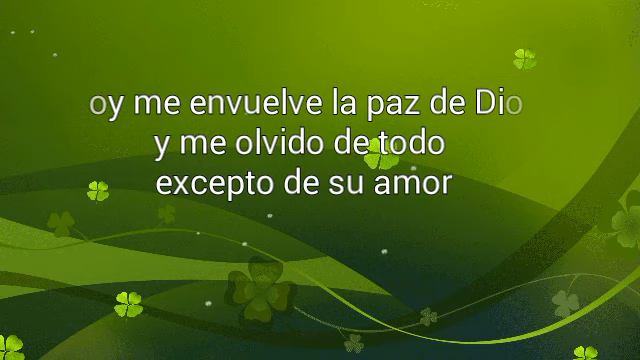 oy me envuelve la paz de Dio
y me olvido de todo
excepto de su amor